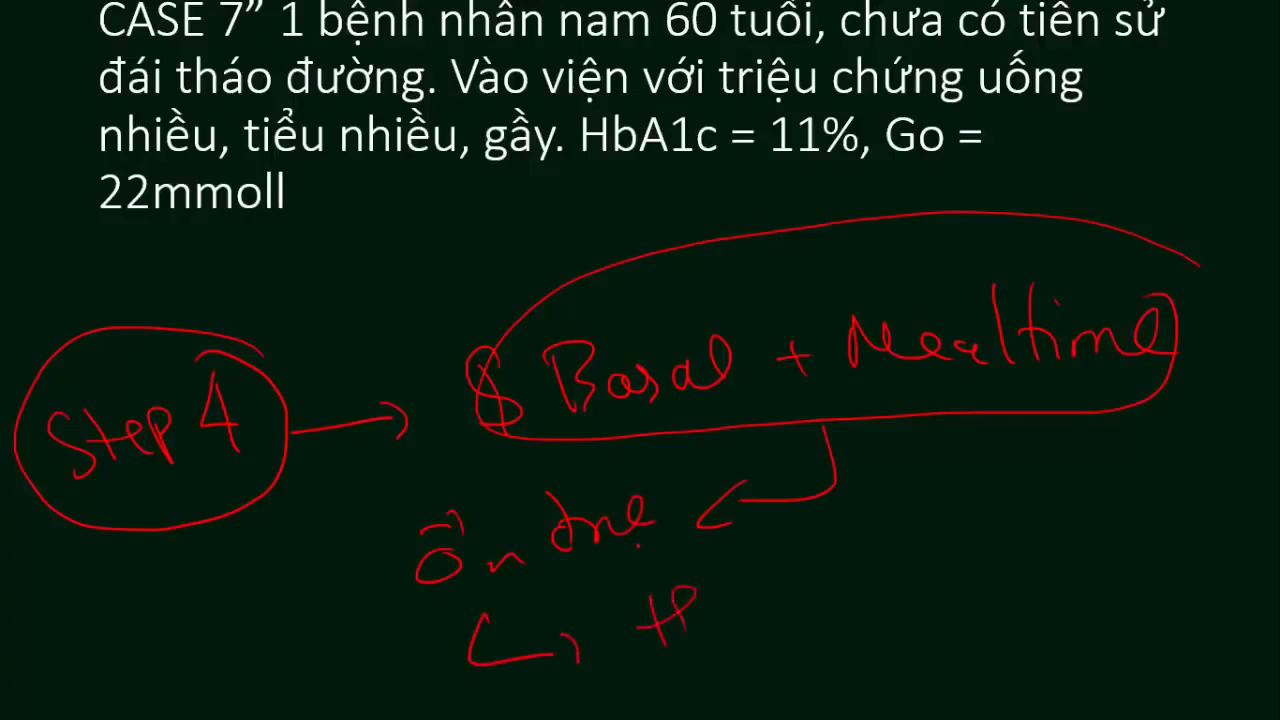 CASE 7” 1 bệnh nhân nam 60 tuổi, chưa có tiền sử
đái tháo đường. Vào viện với triệu chứng uống
nhiều, tiểu nhiều, gầy. HbA1c = 11%, Go =
22mmoll
Step 4
Basal + Mealtime
ổn